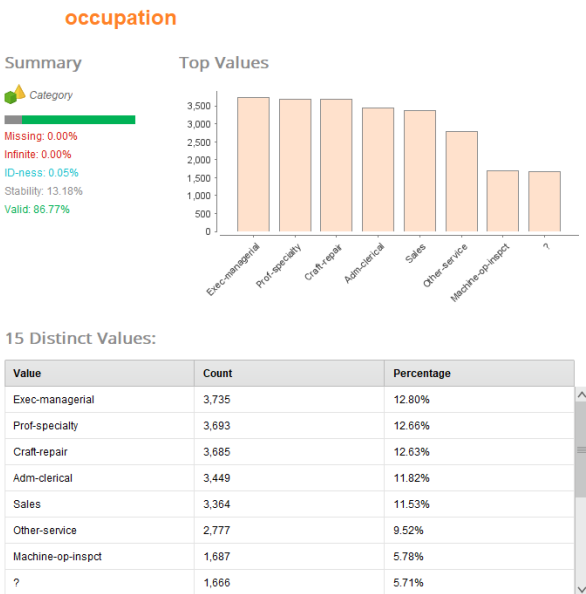 occupation
Summary
Top Values
Category
Missing: 0.00%
Infinite: 0.00%
ID-ness: 0.05%
Stability: 13.18%
Valid: 86.77%
3,500
3,000
2,500
2,000
1,500
1,000
500
0
Exec-managerial
Prof-specialty
Craft-repair
Adm-clerical
Sales
Other-service
Machine-op-inspct
?
15 Distinct Values:
Value Count Percentage
Exec-managerial 3,735 12.80%
Prof-specialty 3,693 12.66%
Craft-repair 3,685 12.63%
Adm-clerical 3,449 11.82%
Sales 3,364 11.53%
Other-service 2,777 9.52%
Machine-op-inspct 1,687 5.78%
? 1,666 5.71%